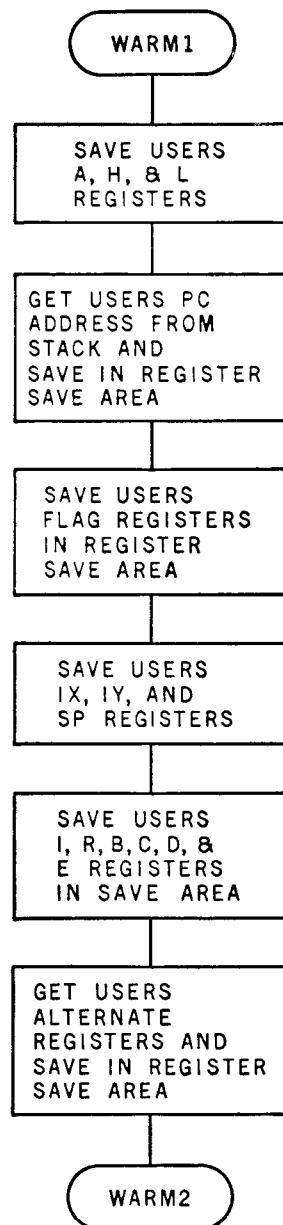 WARM1
SAVE USERS
A, H, & L
REGISTERS
GET USERS PC
ADDRESS FROM
STACK AND
SAVE IN REGISTER
SAVE AREA
SAVE USERS
FLAG REGISTERS
IN REGISTER
SAVE AREA
SAVE USERS
IX, IY, AND
SP REGISTERS
SAVE USERS
I, R, B, C, D, &
E REGISTERS
IN SAVE AREA
GET USERS
ALTERNATE
REGISTERS AND
SAVE IN REGISTER
SAVE AREA
WARM2